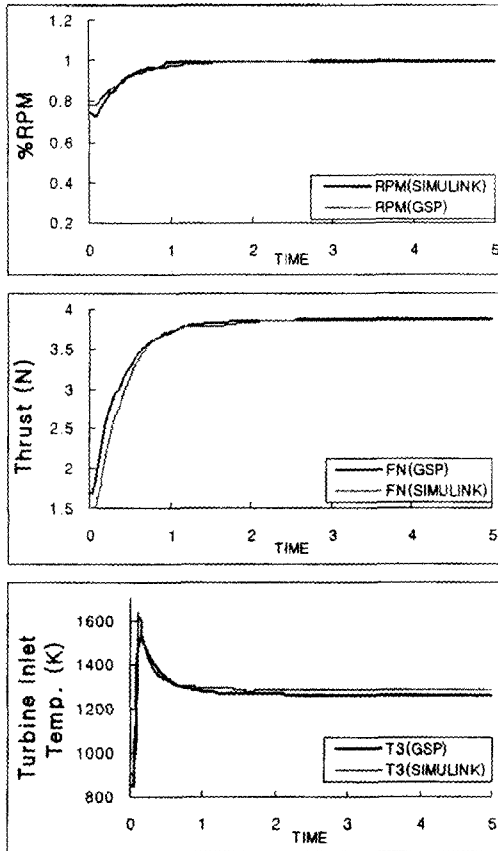 1.2
1
0.8
0.6
0.4
0.2
%RPM
RPM(SIMULINK)
RPM(GSP)
0 1 2 3 4 5
TIME
4
3.5
3
2.5
2
1.5
Thrust (N)
FN(GSP)
FN(SIMULINK)
0 1 2 3 4 5
TIME
1600
1400
1200
1000
800
Turbine Inlet
Temp. (K)
T3(GSP)
T3(SIMULINK)
0 1 2 3 4 5
TIME